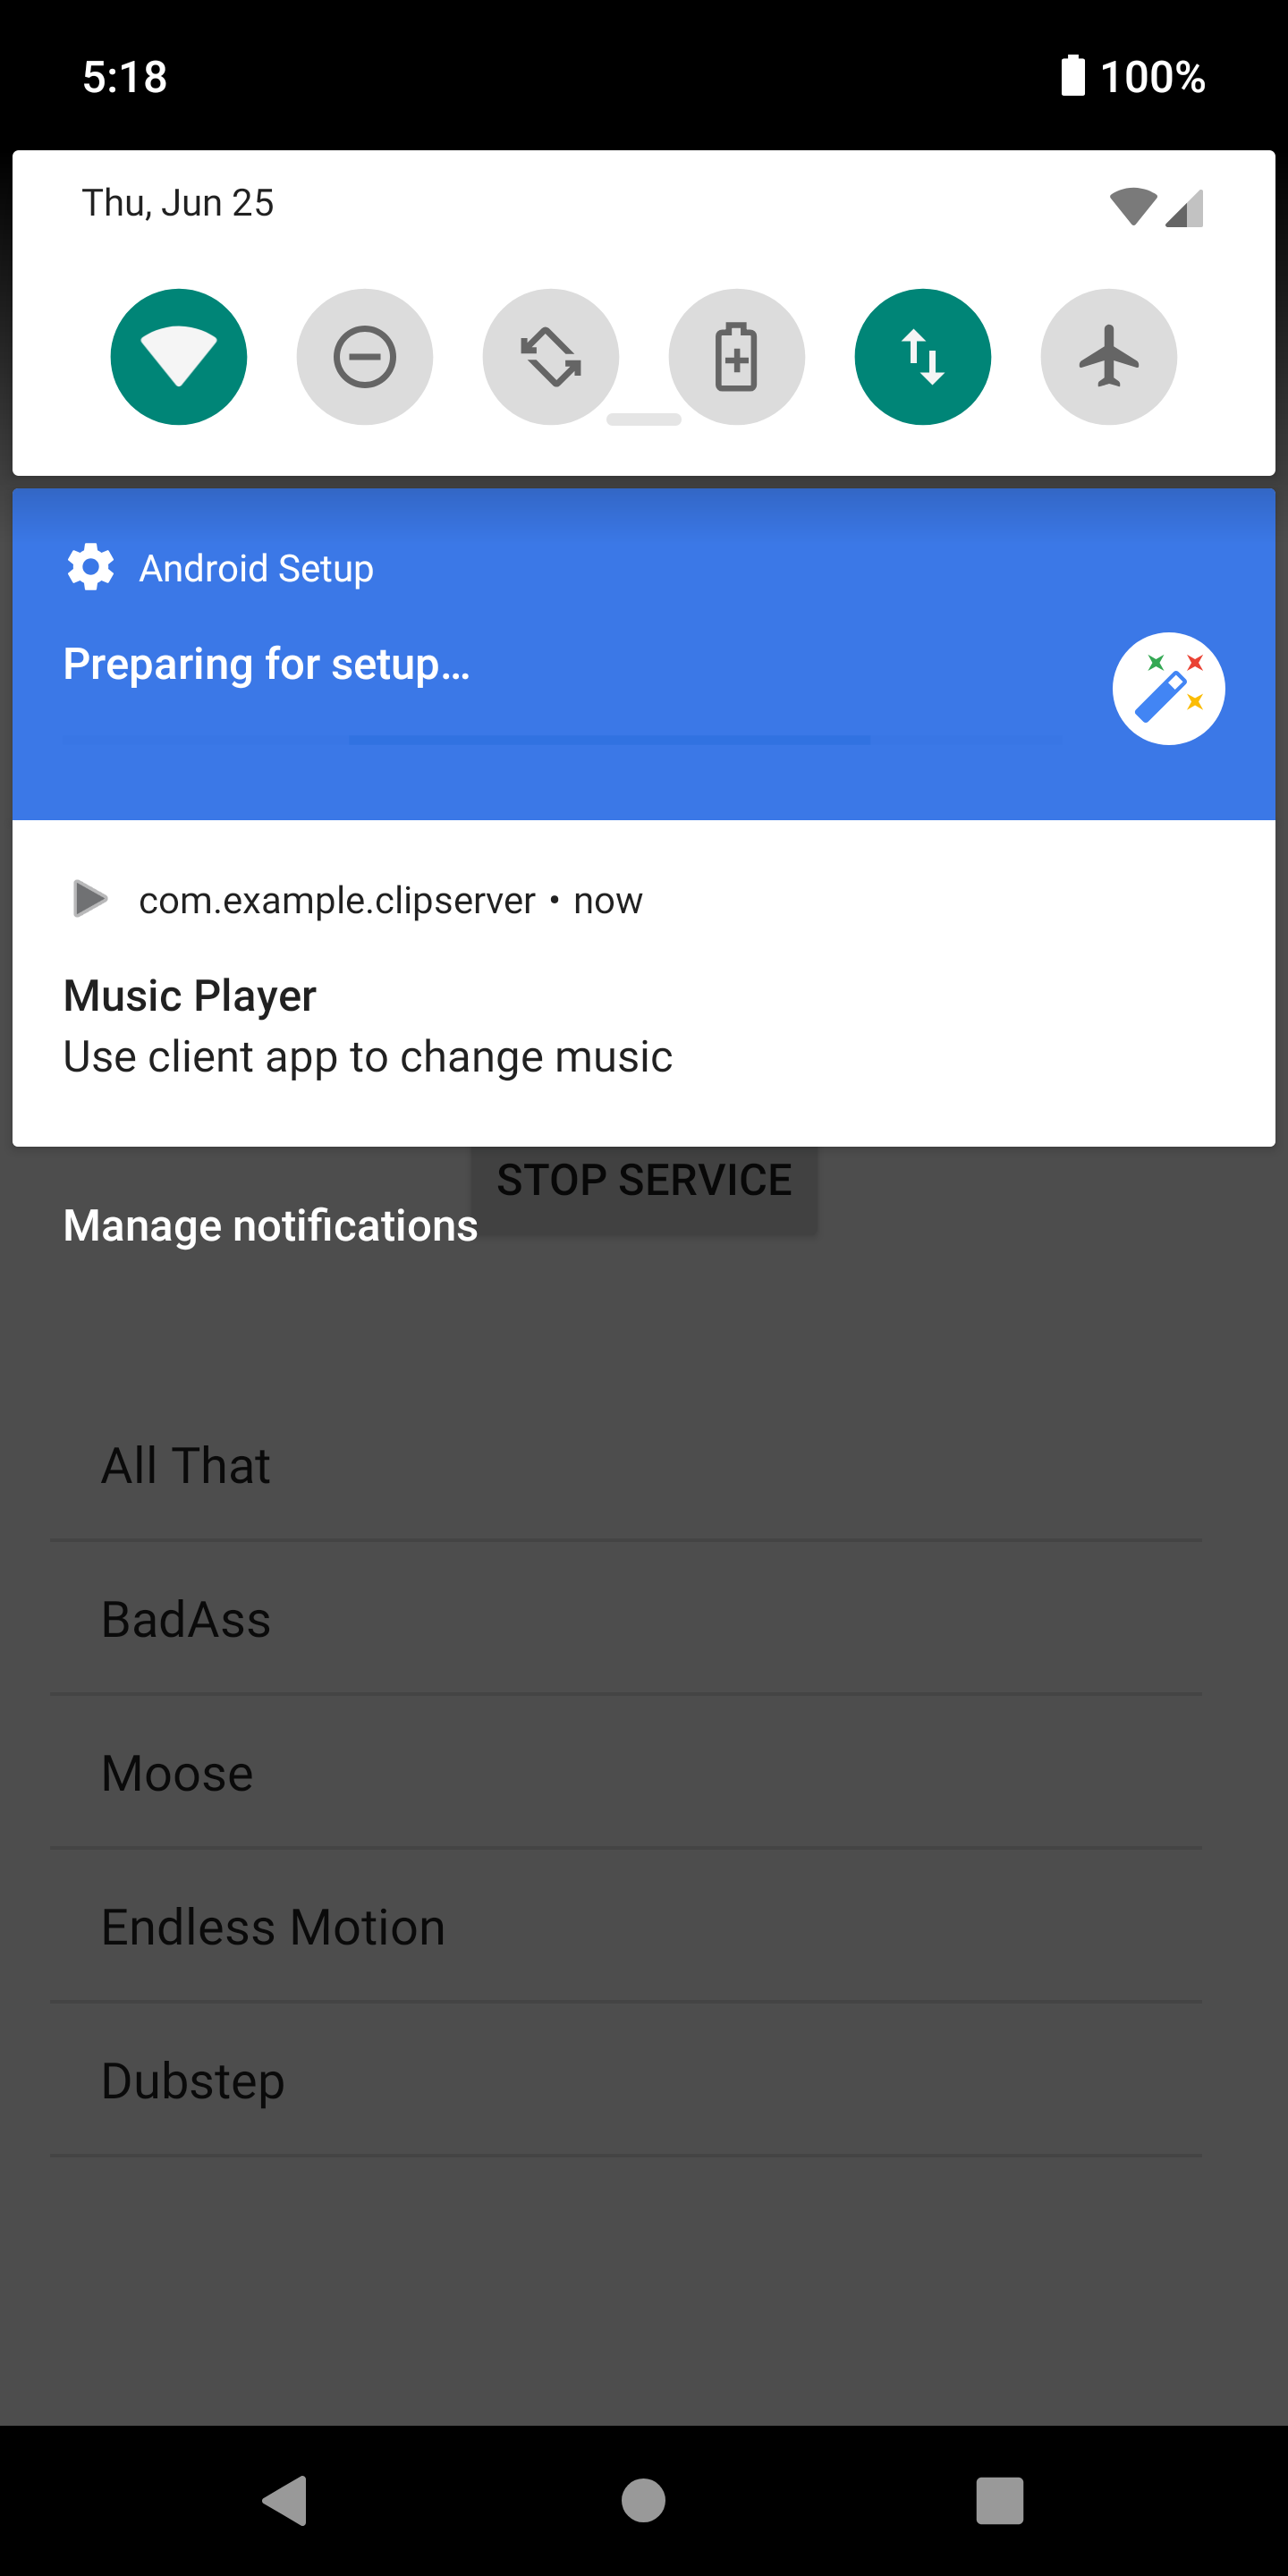 5:18
100%
Thu, Jun 25
Android Setup
Preparing for setup…
com.example.clipserver • now
Music Player
Use client app to change music
STOP SERVICE
Manage notifications
All That
BadAss
Moose
Endless Motion
Dubstep